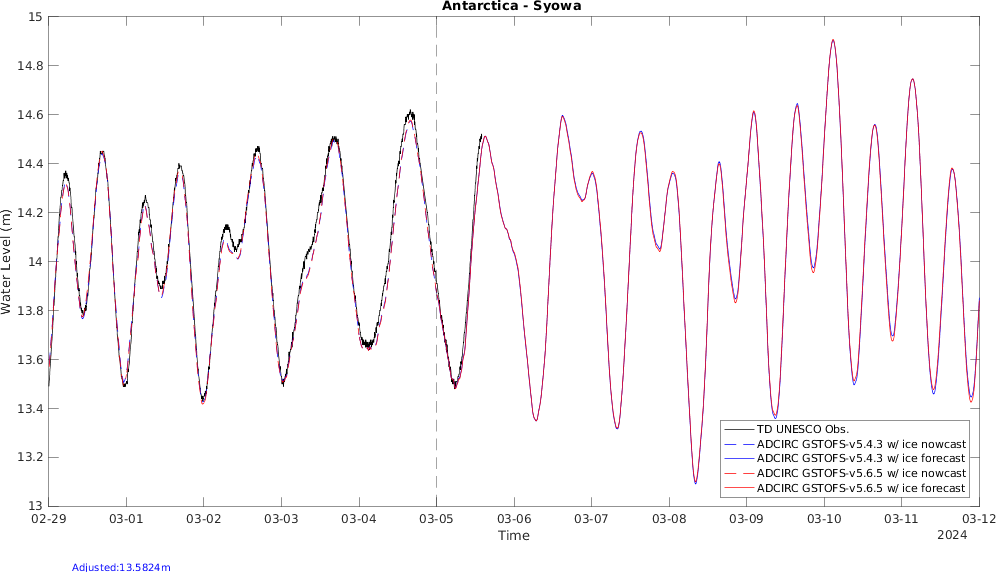 Antarctica - Syowa
15
14.8
14.6
14.4
14.2
14
13.8
13.6
13.4
13.2
13
Water Level (m)
02-29 03-01 03-02 03-03 03-04 03-05 03-06 03-07 03-08 03-09 03-10 03-11 03-12
Time
2024
TD UNESCO Obs.
ADCIRC GSTOFS-v5.4.3 w/ ice nowcast
ADCIRC GSTOFS-v5.4.3 w/ ice forecast
ADCIRC GSTOFS-v5.6.5 w/ ice nowcast
ADCIRC GSTOFS-v5.6.5 w/ ice forecast
Adjusted:13.5824m